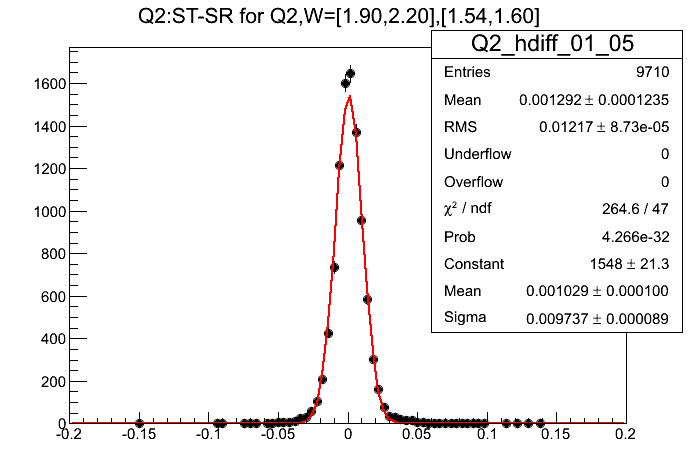 Q2:ST-SR for Q2,W=[1.90,2.20],[1.54,1.60]
Q2_hdiff_01_05
Entries 9710
Mean 0.001292 ± 0.0001235
RMS 0.01217 ± 8.73e-05
Underflow 0
Overflow 0
χ² / ndf 264.6 / 47
Prob 4.266e-32
Constant 1548 ± 21.3
Mean 0.001029 ± 0.000100
Sigma 0.009737 ± 0.000089
1600
1400
1200
1000
800
600
400
200
0
-0.2 -0.15 -0.1 -0.05 0 0.05 0.1 0.15 0.2